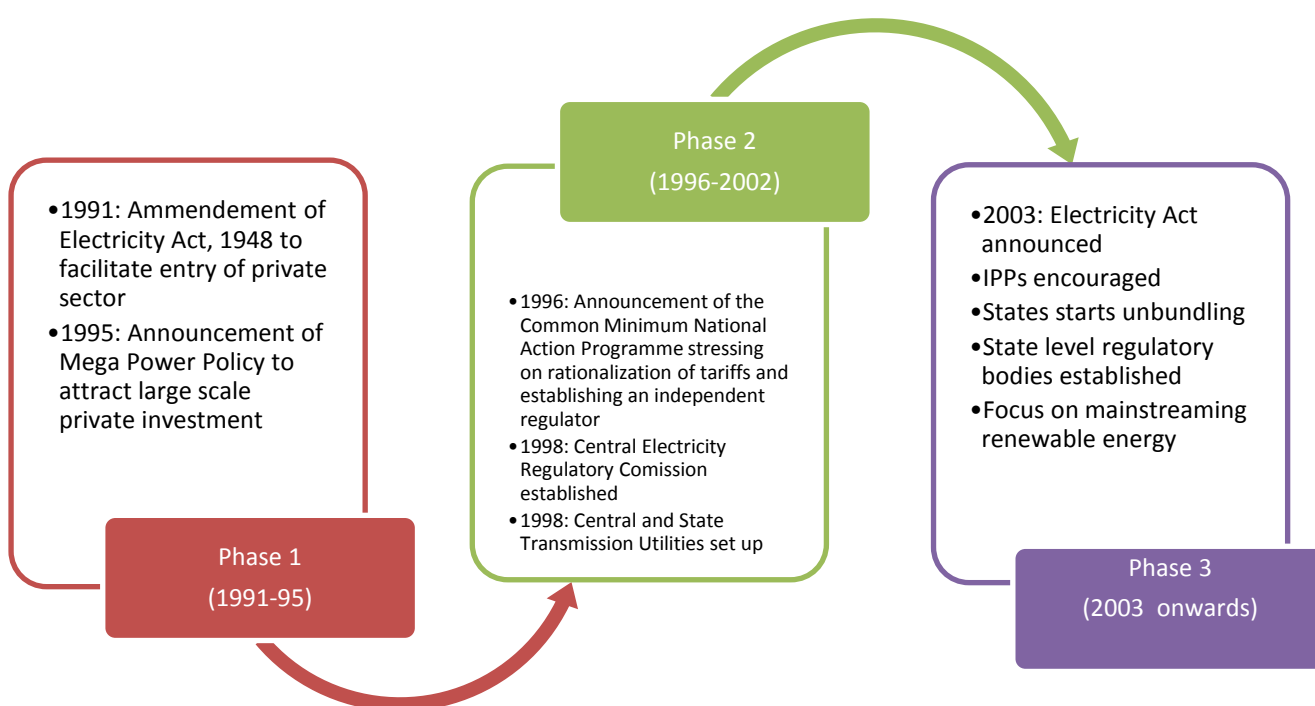 •1991: Ammendement of
Electricity Act, 1948 to
facilitate entry of private
sector
•1995: Announcement of
Mega Power Policy to
attract large scale
private investment
Phase 1
(1991-95)
Phase 2
(1996-2002)
•1996: Announcement of the
Common Minimum National
Action Programme stressing
on rationalization of tariffs and
establishing an independent
regulator
•1998: Central Electricity
Regulatory Comission
established
•1998: Central and State
Transmission Utilities set up
•2003: Electricity Act
announced
•IPPs encouraged
•States starts unbundling
•State level regulatory
bodies established
•Focus on mainstreaming
renewable energy
Phase 3
(2003 onwards)